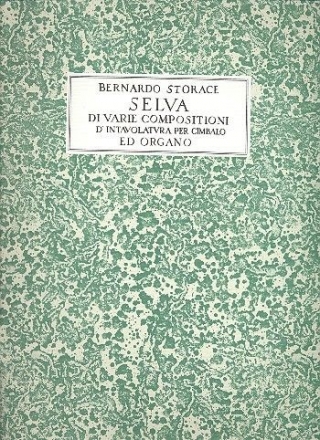 BERNARDO STORACE
SELVA
DI VARIE COMPOSITIONI
D'INTAVOLATVRA PER CIMBALO
ED ORGANO